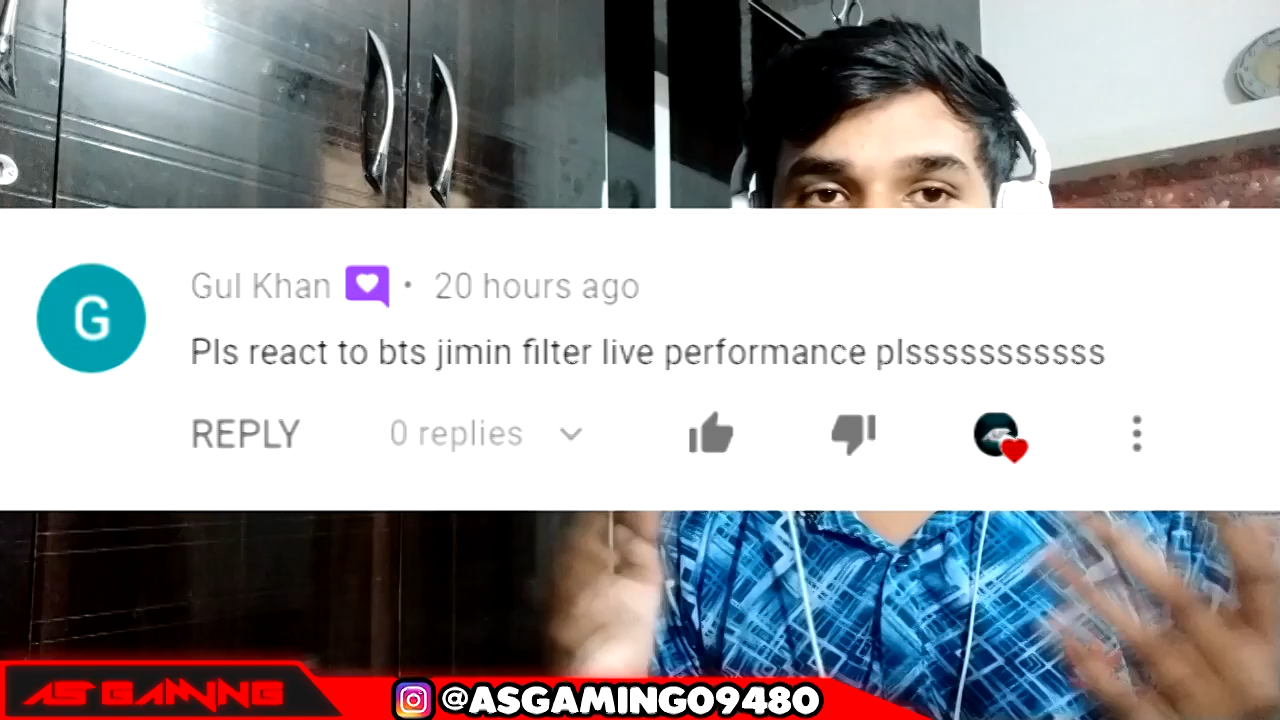 G
Gul Khan • 20 hours ago
Pls react to bts jimin filter live performance plsssssssssss
REPLY 0 replies
AS GAMING
@ASGAMING09480